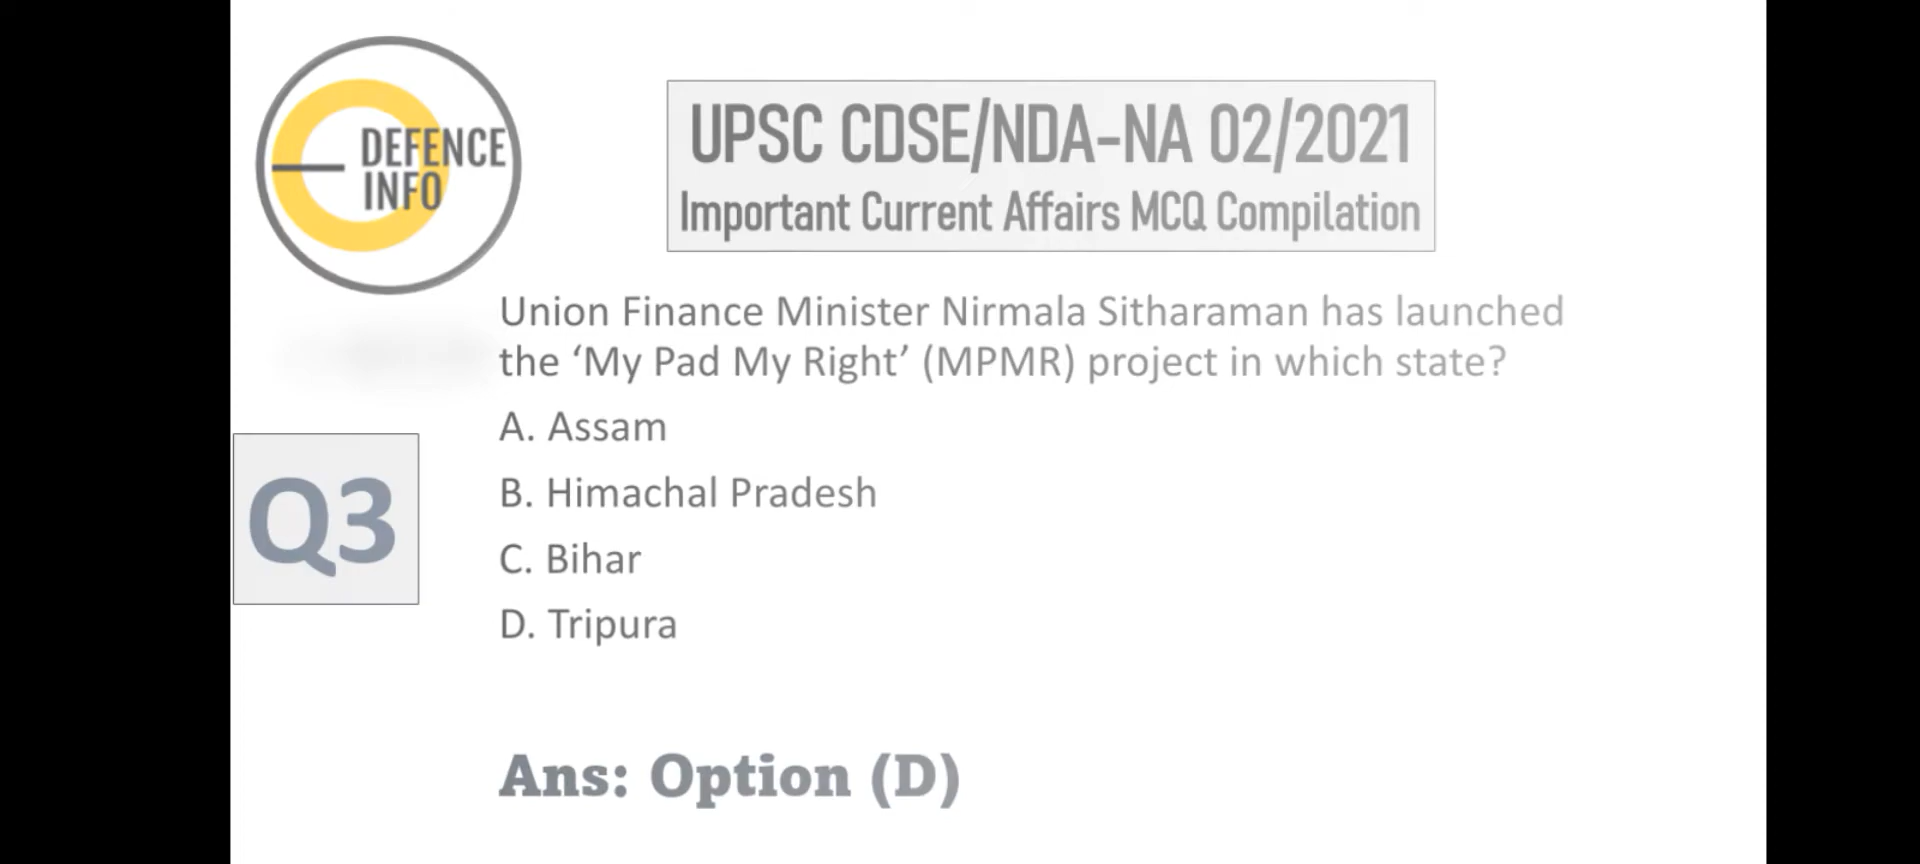 DEFENCE
INFO
UPSC CDSE/NDA-NA 02/2021
Important Current Affairs MCQ Compilation
Union Finance Minister Nirmala Sitharaman has launched
the ‘My Pad My Right’ (MPMR) project in which state?
A. Assam
B. Himachal Pradesh
Q3
C. Bihar
D. Tripura
Ans: Option (D)